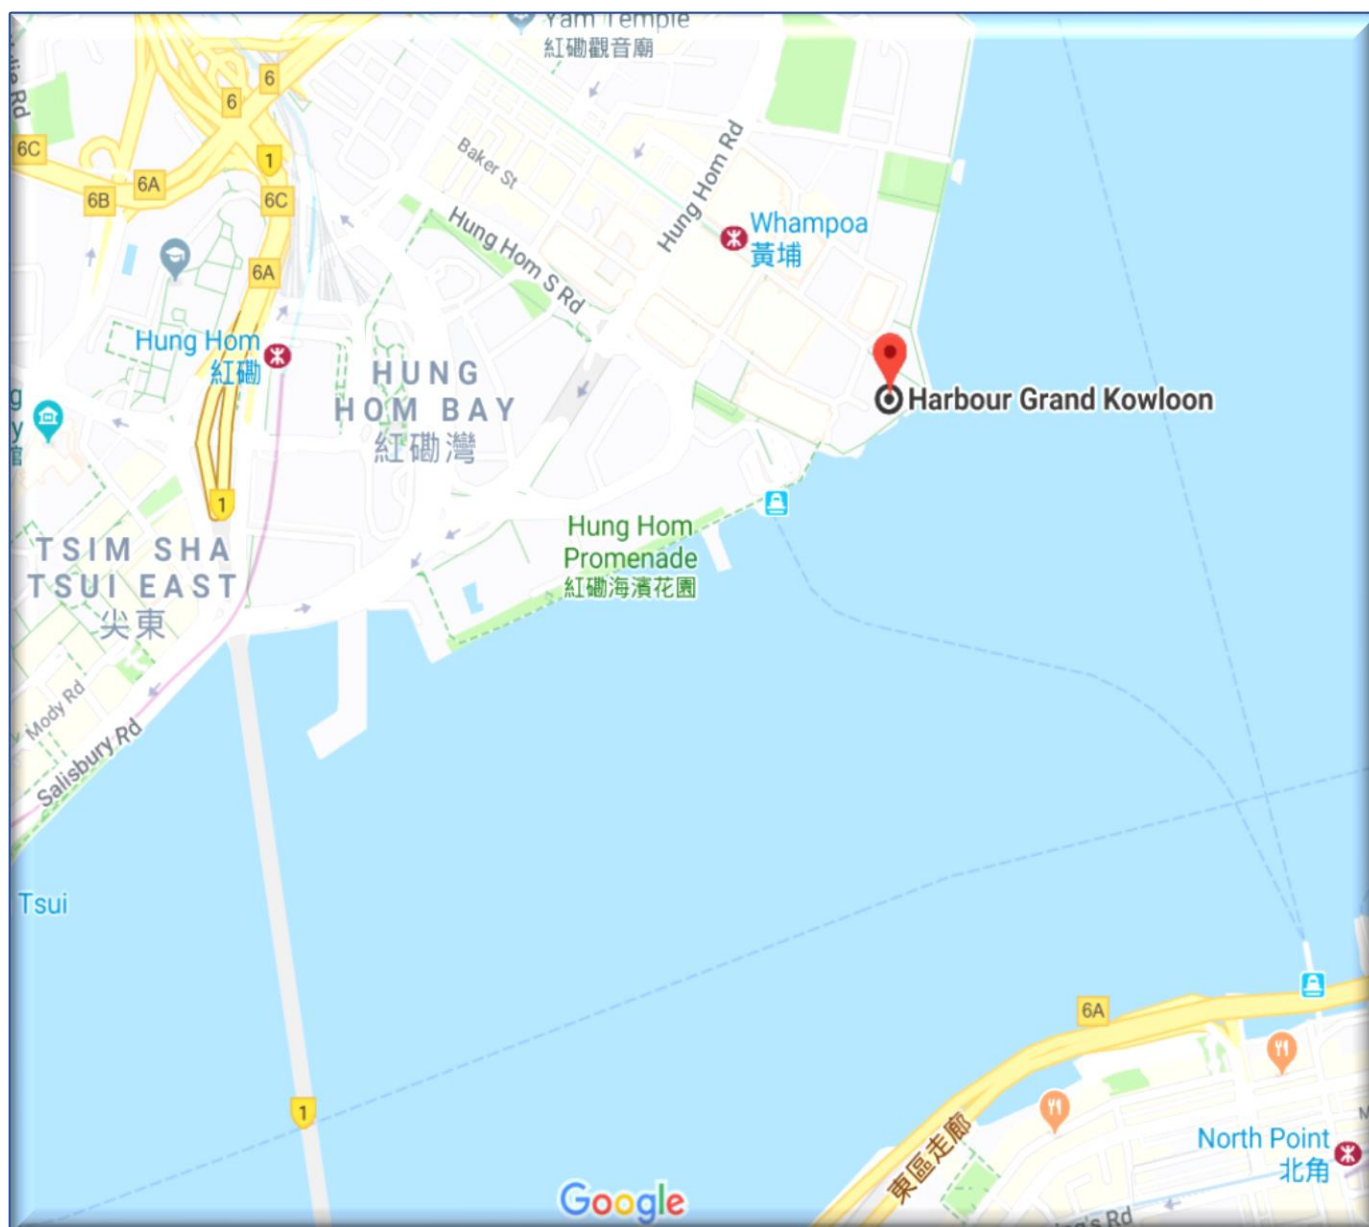 Yam Temple
紅磡觀音廟
6
6
6C
1
6A
6B
6C
Baker St
Hung Hom Rd
Hung Hom S Rd
Whampoa
黃埔
6A
Hung Hom
紅磡
HUNG
HOM BAY
紅磡灣
Harbour Grand Kowloon
1
Hung Hom
Promenade
紅磡海濱花園
TSIM SHA
TSUI EAST
尖東
Mody Rd
Salisbury Rd
Tsui
6A
1
東區走廊
North Point
北角
Google